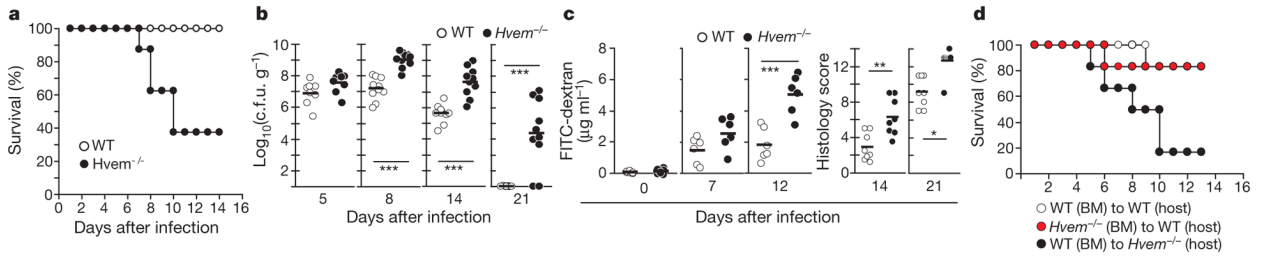 a
Survival (%)
100
80
60
40
20
0
WT
Hvem⁻/⁻
0 2 4 6 8 10 12 14 16
Days after infection
b
WT Hvem⁻/⁻
Log₁₀(c.f.u. g⁻¹)
10
8
6
4
2
*** *** ***
5 8 14 21
Days after infection
c
WT Hvem⁻/⁻
FITC-dextran
(μg ml⁻¹)
8
6
4
2
0
***
0 7 12
Histology score
12
8
4
0
**
*
14 21
Days after infection
d
Survival (%)
100
80
60
40
20
0
2 4 6 8 10 12 14 16
WT (BM) to WT (host)
Hvem⁻/⁻ (BM) to WT (host)
WT (BM) to Hvem⁻/⁻ (host)